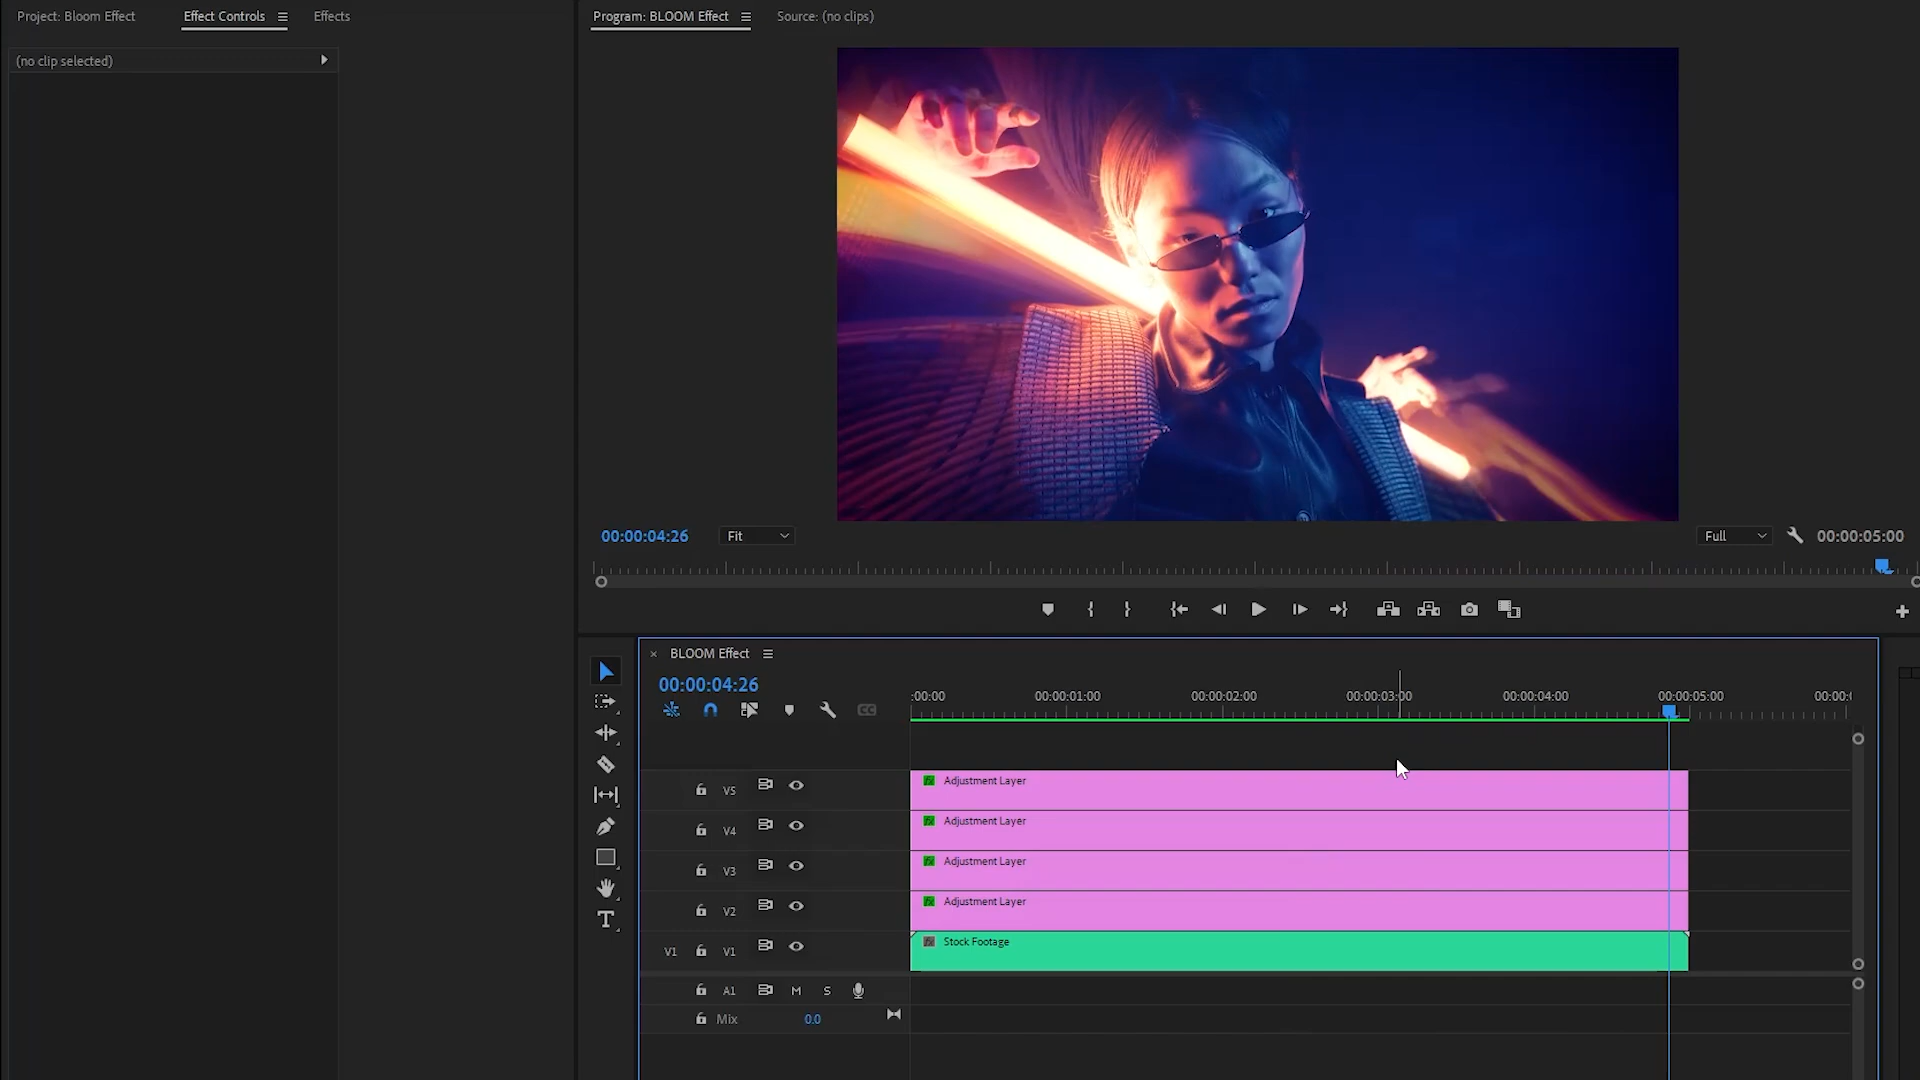 Project: Bloom Effect
Effect Controls
Effects
Program: BLOOM Effect
Source: (no clips)
(no clip selected)
00:00:04:26
Fit
Full
00:00:05:00
BLOOM Effect
00:00:04:26
:00:00
00:00:01:00
00:00:02:00
00:00:03:00
00:00:04:00
00:00:05:00
00:00:0
V5
Adjustment Layer
V4
Adjustment Layer
V3
Adjustment Layer
V2
Adjustment Layer
V1
V1
Stock Footage
A1
M
S
Mix
0.0